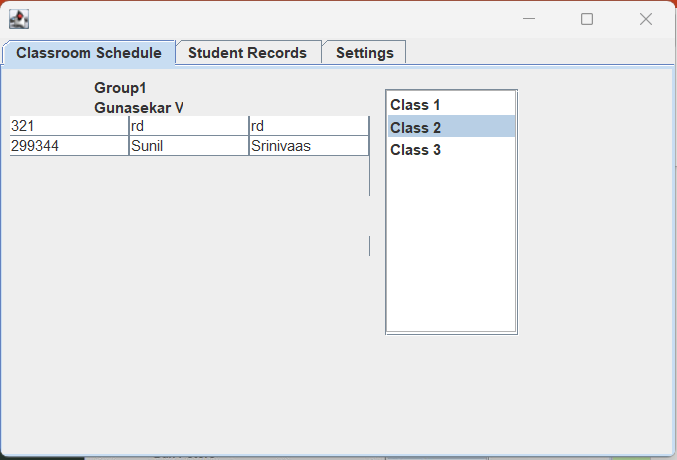 Classroom Schedule Student Records Settings
Group1
Gunasekar V
321 rd rd
299344 Sunil Srinivaas
Class 1
Class 2
Class 3